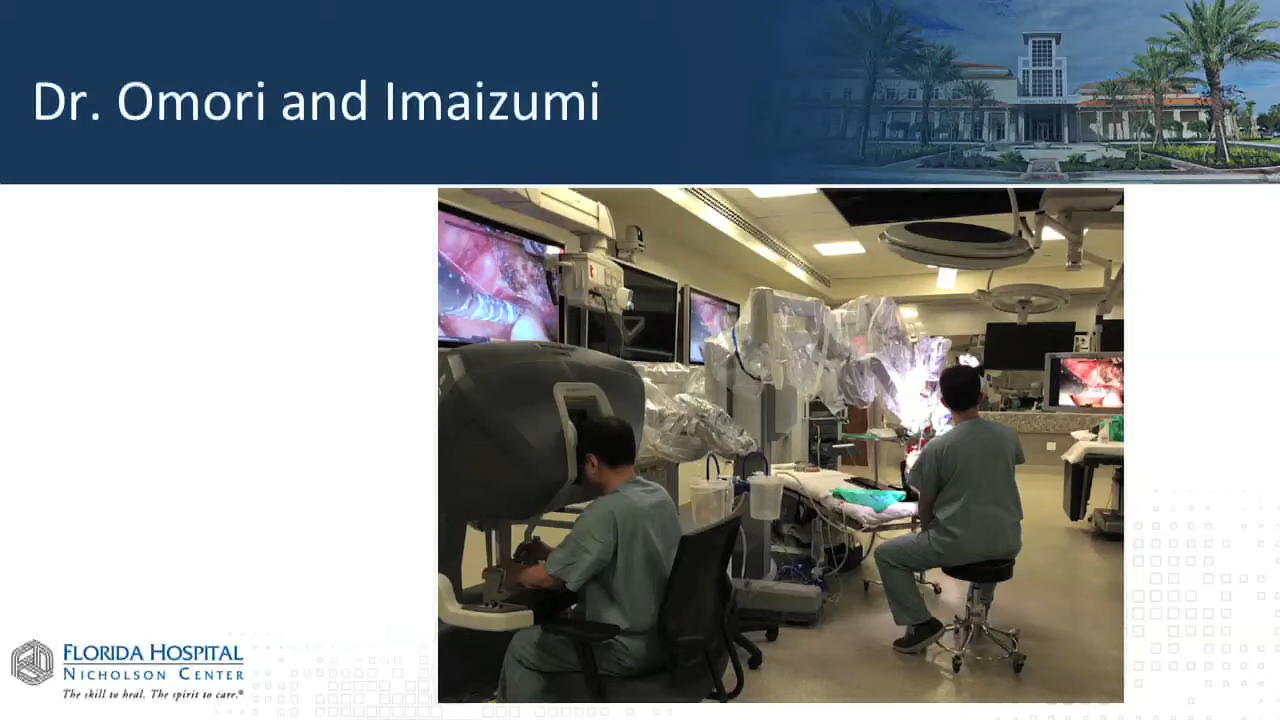 Dr. Omori and Imaizumi
FLORIDA HOSPITAL
NICHOLSON CENTER
The skill to heal. The spirit to care.®